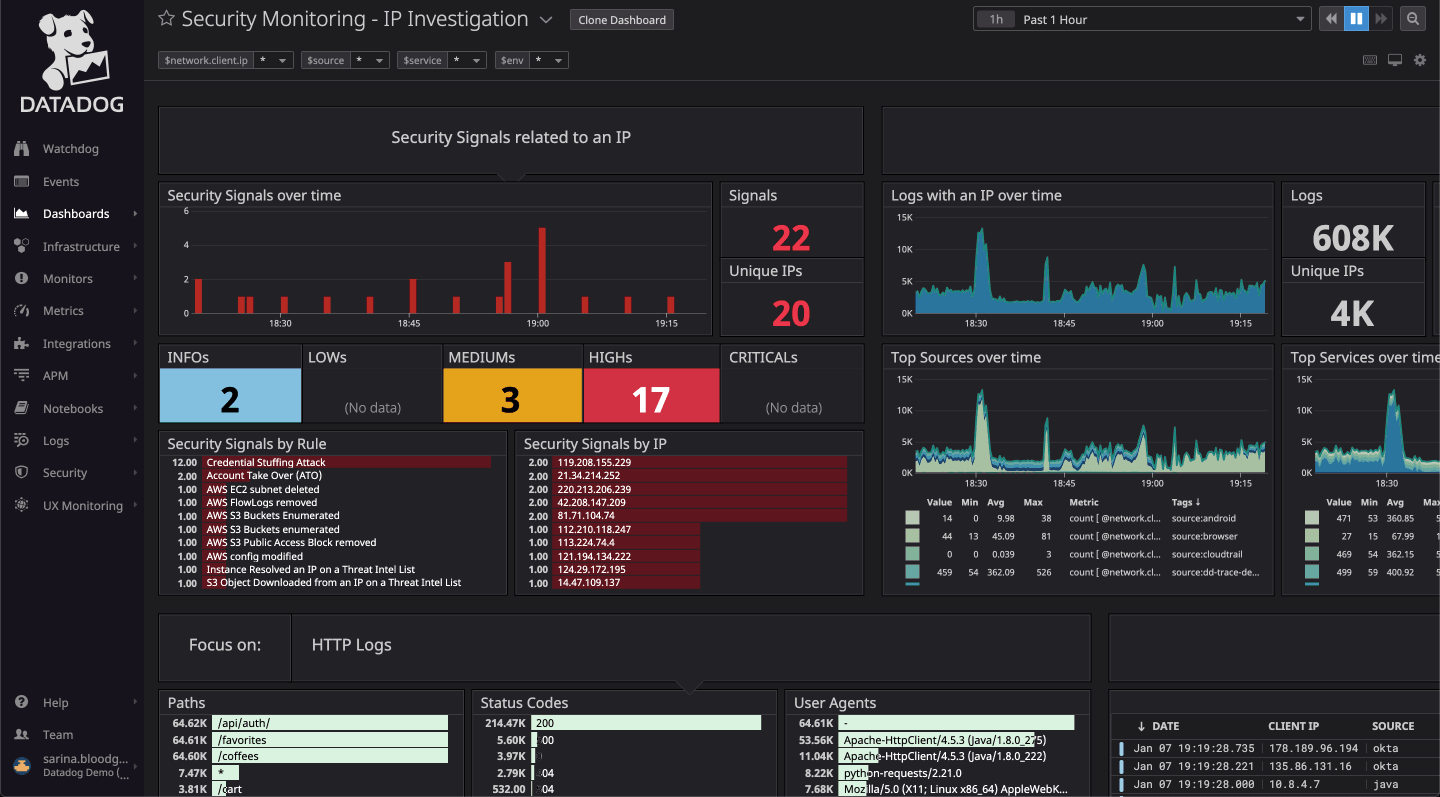 DATADOG
Watchdog
Events
Dashboards
Infrastructure
Monitors
Metrics
Integrations
APM
Notebooks
Logs
Security
UX Monitoring
Help
Team
sarina.bloodg...
Datadog Demo (...
Security Monitoring - IP Investigation
Clone Dashboard
1h Past 1 Hour
$network.client.ip *
$source *
$service *
$env *
Security Signals related to an IP
Security Signals over time
6
4
2
0
18:30 18:45 19:00 19:15
Signals
22
Unique IPs
20
INFOs
2
LOWs
(No data)
MEDIUMs
3
HIGHs
17
CRITICALs
(No data)
Security Signals by Rule
12.00 Credential Stuffing Attack
2.00 Account Take Over (ATO)
1.00 AWS EC2 subnet deleted
1.00 AWS FlowLogs removed
1.00 AWS S3 Buckets Enumerated
1.00 AWS S3 Buckets enumerated
1.00 AWS S3 Public Access Block removed
1.00 AWS config modified
1.00 Instance Resolved an IP on a Threat Intel List
1.00 S3 Object Downloaded from an IP on a Threat Intel List
Security Signals by IP
2.00 119.208.155.229
2.00 21.34.214.252
2.00 220.213.206.239
2.00 42.208.147.209
2.00 81.71.104.74
1.00 112.210.118.247
1.00 113.224.74.4
1.00 121.194.134.222
1.00 124.29.172.195
1.00 14.47.109.137
Logs with an IP over time
15K
10K
5K
0K
18:30 18:45 19:00 19:15
Logs
608K
Unique IPs
4K
Top Sources over time
15K
10K
5K
0K
18:30 18:45 19:00 19:15
Value Min Avg Max Metric Tags ↓
14 0 9.98 38 count [ @network.cl... source:android
44 13 45.09 81 count [ @network.cl... source:browser
0 0 0.039 3 count [ @network.cl... source:cloudtrail
459 54 362.09 526 count [ @network.cl... source:dd-trace-de...
Top Services over time
15K
10K
5K
0K
18:30
Value Min Avg
471 53 360.85
27 15 67.99
469 54 362.15
499 59 400.92
Focus on:
HTTP Logs
Paths
64.62K /api/auth/
64.61K /favorites
64.60K /coffees
7.47K *
3.81K /cart
Status Codes
214.47K 200
5.60K
3.97K
2.79K
532.00
User Agents
64.61K -
53.56K Apache-HttpClient/4.5.3 (Java/1.8.0_275)
11.04K Apache-HttpClient/4.5.3 (Java/1.8.0_222)
8.22K python-requests/2.21.0
7.68K Mozilla/5.0 (X11; Linux x86_64) AppleWebK...
↓ DATE CLIENT IP SOURCE
Jan 07 19:19:28.735 178.189.96.194 okta
Jan 07 19:19:28.221 135.86.131.16 okta
Jan 07 19:19:28.000 10.8.4.7 java